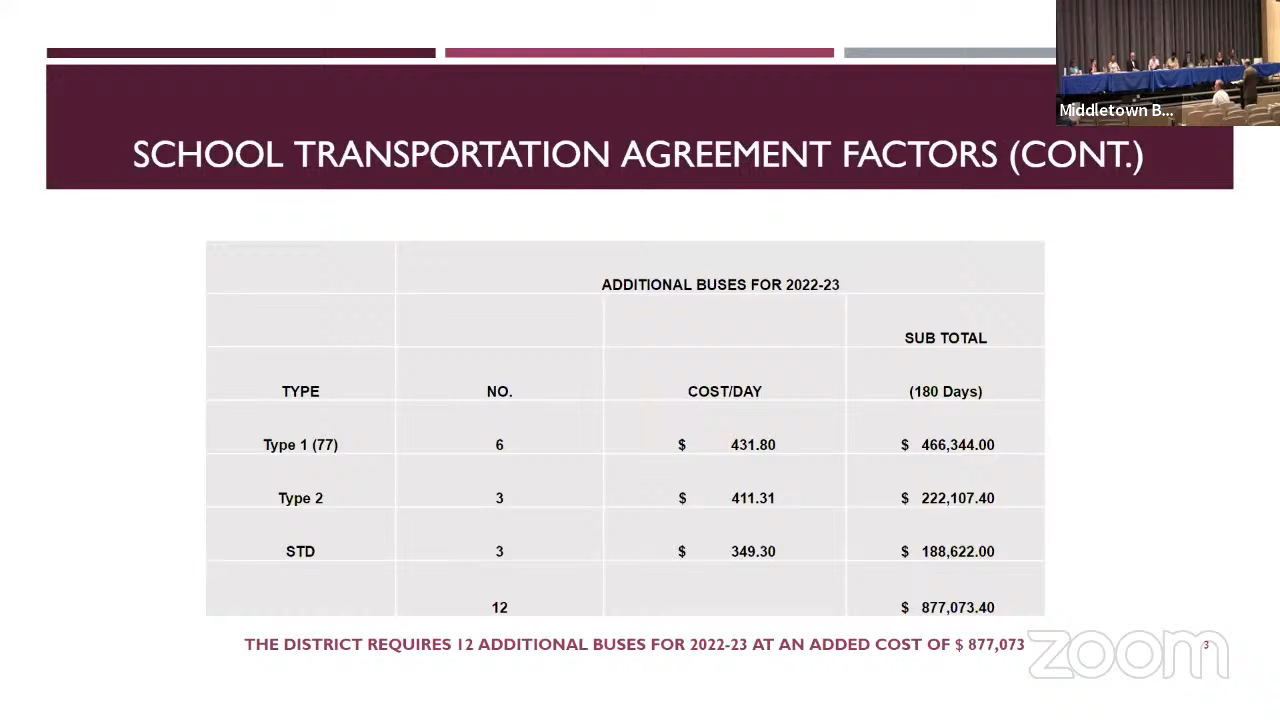 Middletown B...
SCHOOL TRANSPORTATION AGREEMENT FACTORS (CONT.)
ADDITIONAL BUSES FOR 2022-23
SUB TOTAL
TYPE NO. COST/DAY (180 Days)
Type 1 (77) 6 $ 431.80 $ 466,344.00
Type 2 3 $ 411.31 $ 222,107.40
STD 3 $ 349.30 $ 188,622.00
12 $ 877,073.40
THE DISTRICT REQUIRES 12 ADDITIONAL BUSES FOR 2022-23 AT AN ADDED COST OF $ 877,073
zoom
3